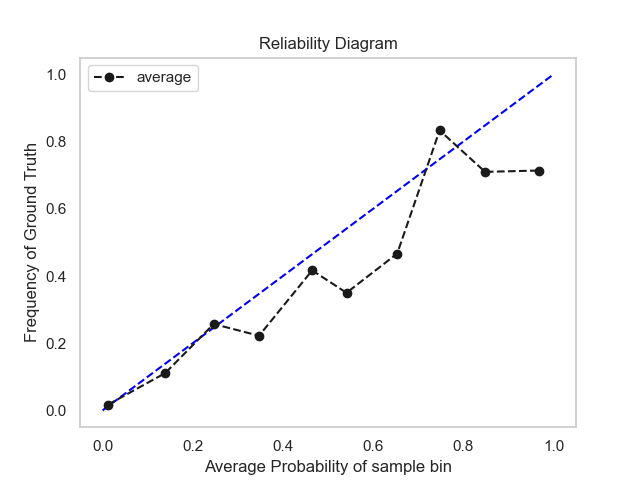 Reliability Diagram
average
Frequency of Ground Truth
1.0
0.8
0.6
0.4
0.2
0.0
0.0 0.2 0.4 0.6 0.8 1.0
Average Probability of sample bin